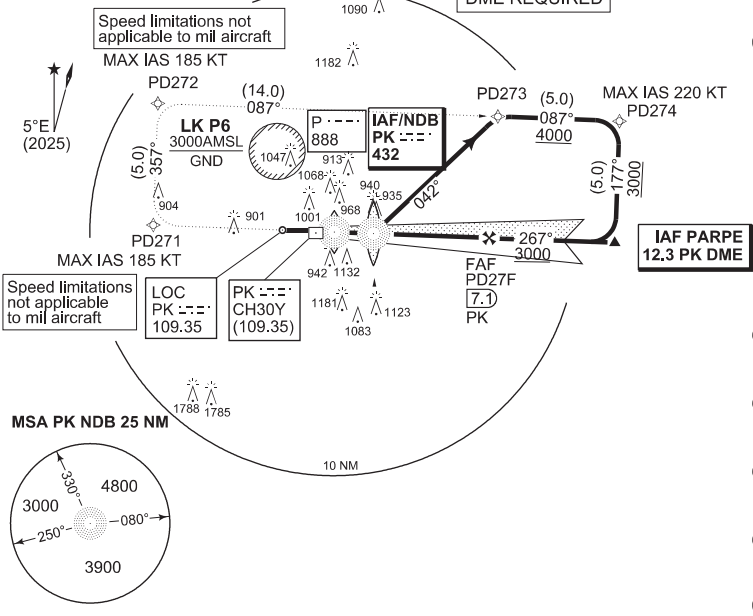 DME REQUIRED
1090
Speed limitations not
applicable to mil aircraft
MAX IAS 185 KT
PD272
1182
5°E
(2025)
(14.0)
087°
PD273
(5.0)
087°
4000
MAX IAS 220 KT
PD274
LK P6
3000AMSL
GND
P
888
IAF/NDB
PK
432
1047
913
1068
940
935
968
1001
042°
(5.0)
357°
(5.0)
177°
3000
904
901
PD271
MAX IAS 185 KT
267°
3000
IAF PARPE
12.3 PK DME
FAF
PD27F
7.1
PK
942
1132
Speed limitations
not applicable
to mil aircraft
LOC
PK
109.35
PK
CH30Y
(109.35)
1181
1123
1083
1788
1785
MSA PK NDB 25 NM
10 NM
330°
4800
3000
080°
250°
3900